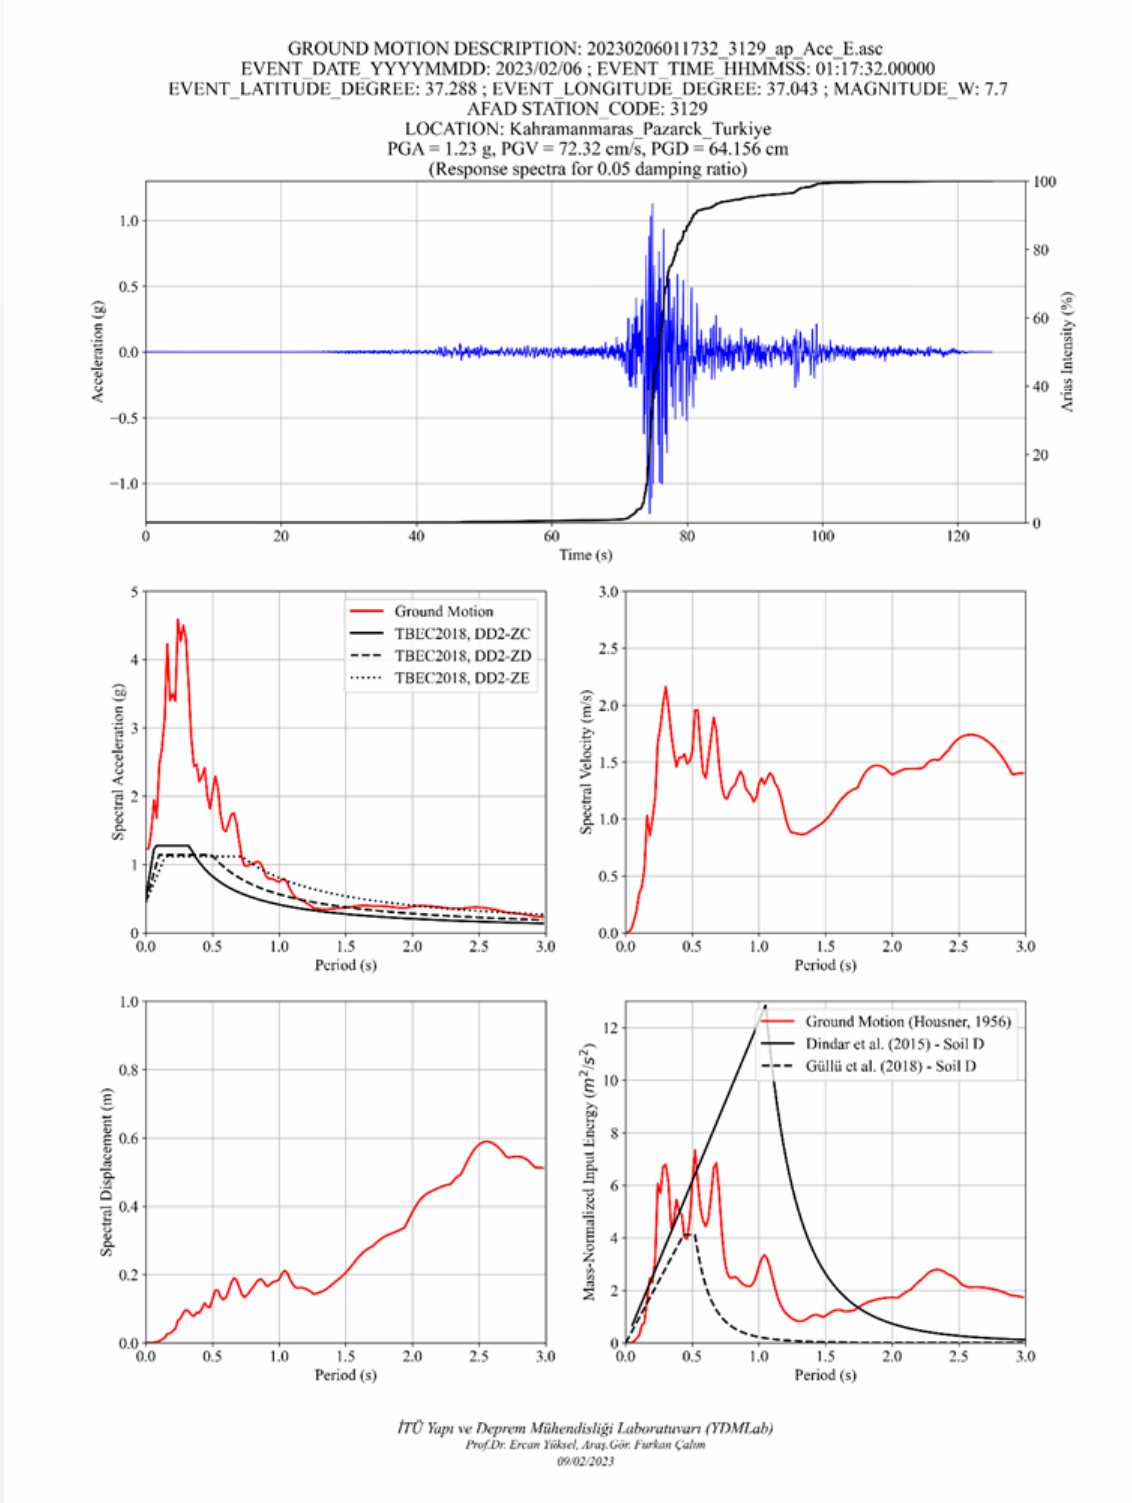 GROUND MOTION DESCRIPTION: 20230206011732_3129_ap_Acc_E.asc
EVENT_DATE_YYYYMMDD: 2023/02/06 ; EVENT_TIME_HHMMSS: 01:17:32.00000
EVENT_LATITUDE_DEGREE: 37.288 ; EVENT_LONGITUDE_DEGREE: 37.043 ; MAGNITUDE_W: 7.7
AFAD STATION_CODE: 3129
LOCATION: Kahramanmaras_Pazarck_Turkiye
PGA = 1.23 g, PGV = 72.32 cm/s, PGD = 64.156 cm
(Response spectra for 0.05 damping ratio)
Acceleration (g)
1.0
0.5
0.0
−0.5
−1.0
0 20 40 60 80 100 120
Time (s)
100
80
60
40
20
0
Arias Intensity (%)
Spectral Acceleration (g)
5
4
3
2
1
0
Ground Motion
TBEC2018, DD2-ZC
TBEC2018, DD2-ZD
TBEC2018, DD2-ZE
0.0 0.5 1.0 1.5 2.0 2.5 3.0
Period (s)
Spectral Velocity (m/s)
3.0
2.5
2.0
1.5
1.0
0.5
0.0
0.0 0.5 1.0 1.5 2.0 2.5 3.0
Period (s)
Spectral Displacement (m)
1.0
0.8
0.6
0.4
0.2
0.0
0.0 0.5 1.0 1.5 2.0 2.5 3.0
Period (s)
Mass-Normalized Input Energy (m²/s²)
12
10
8
6
4
2
0
Ground Motion (Housner, 1956)
Dindar et al. (2015) - Soil D
Güllü et al. (2018) - Soil D
0.0 0.5 1.0 1.5 2.0 2.5 3.0
Period (s)
İTÜ Yapı ve Deprem Mühendisliği Laboratuvarı (YDMLab)
Prof.Dr. Ercan Yüksel, Araş.Gör. Furkan Çalım
09/02/2023